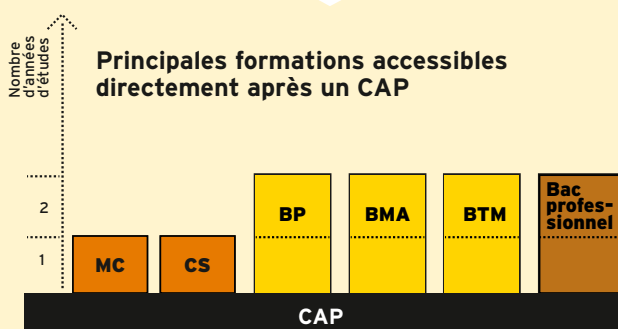 Nombre
d'années
d'études
Principales formations accessibles
directement après un CAP
2
1
MC
CS
BP
BMA
BTM
Bac
profes-
sionnel
CAP